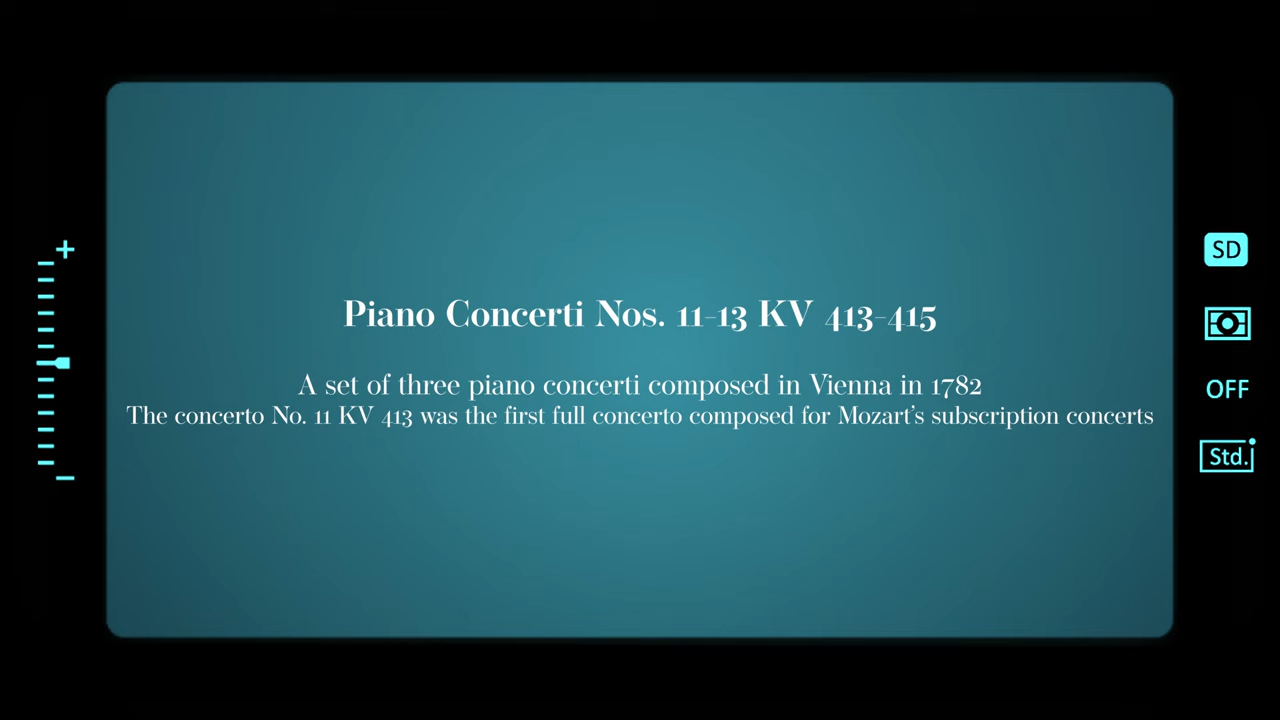 Piano Concerti Nos. 11-13 KV 413-415
A set of three piano concerti composed in Vienna in 1782
The concerto No. 11 KV 413 was the first full concerto composed for Mozart’s subscription concerts
+
SD
OFF
Std.
−